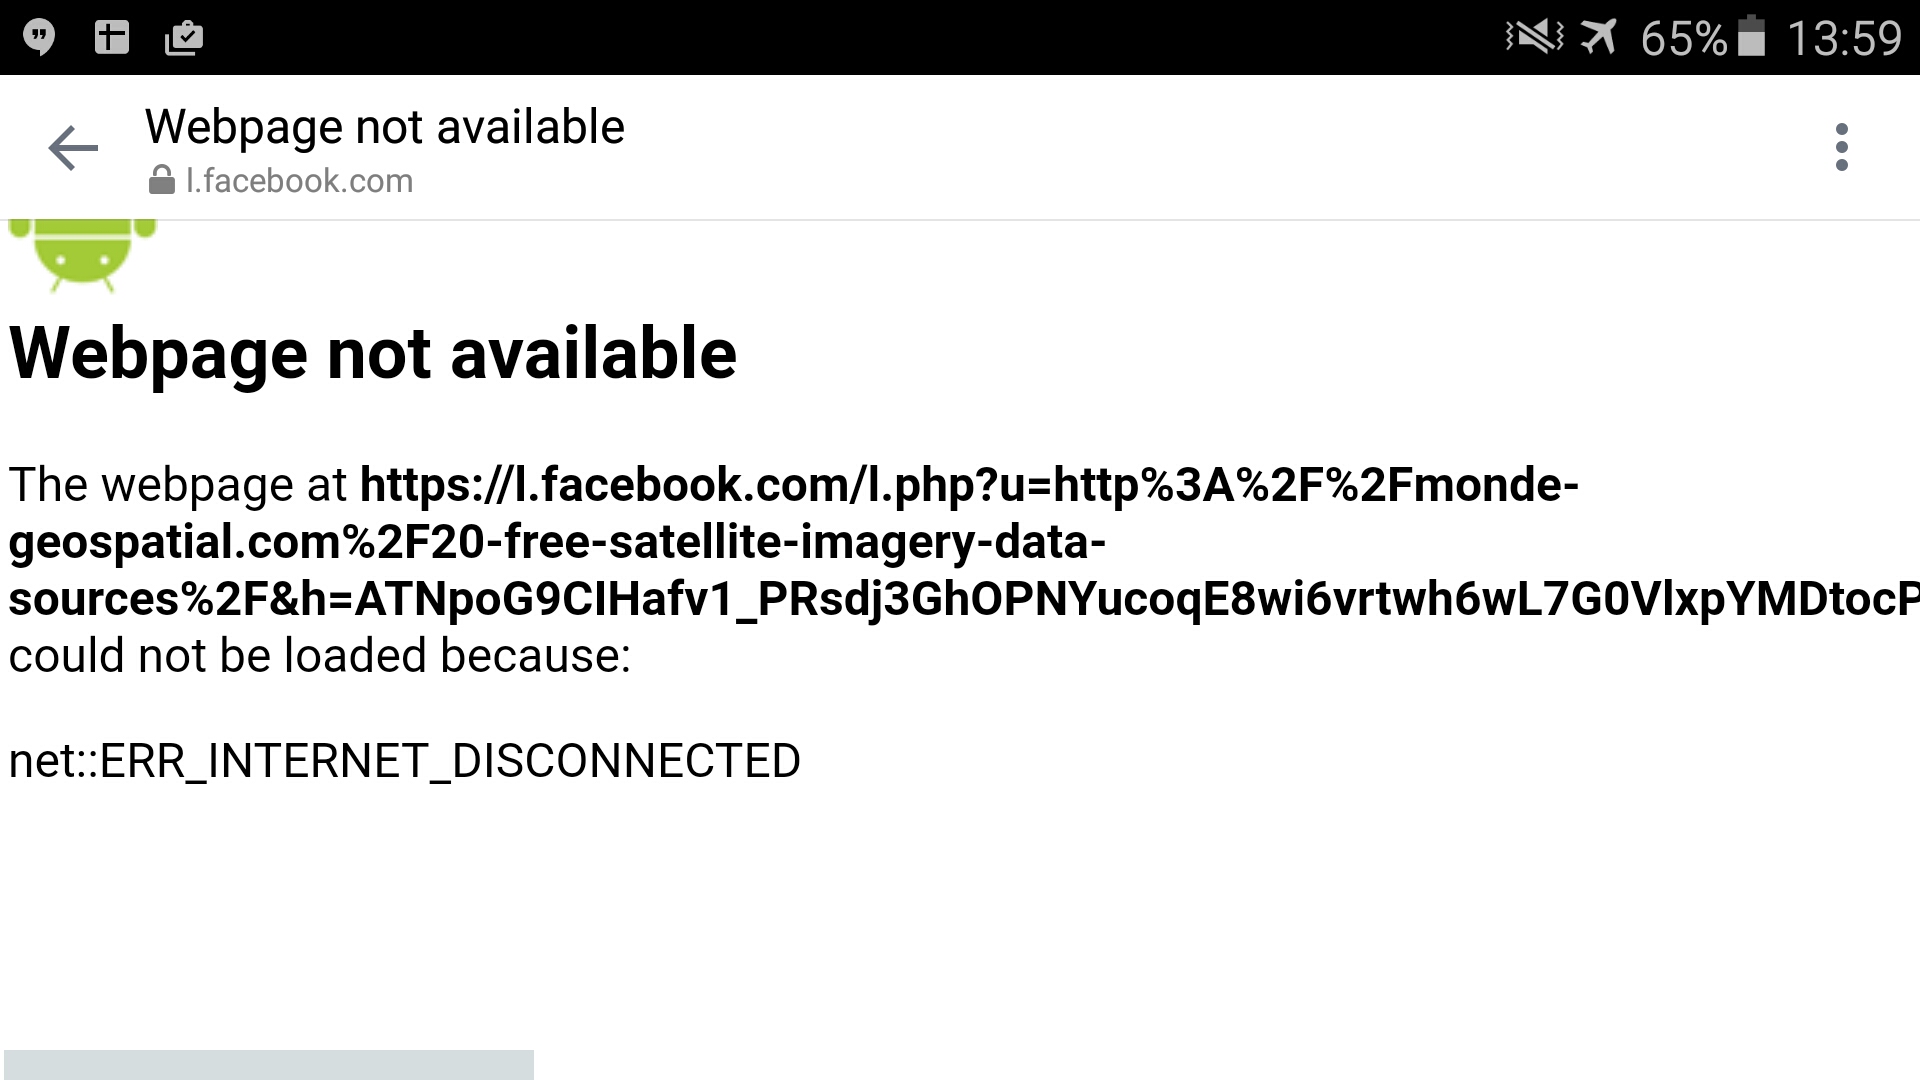 65% 13:59
Webpage not available
l.facebook.com
Webpage not available
The webpage at https://l.facebook.com/l.php?u=http%3A%2F%2Fmonde-
geospatial.com%2F20-free-satellite-imagery-data-
sources%2F&h=ATNpoG9CIHafv1_PRsdj3GhOPNYucoqE8wi6vrtwh6wL7G0VlxpYMDtocP
could not be loaded because:
net::ERR_INTERNET_DISCONNECTED